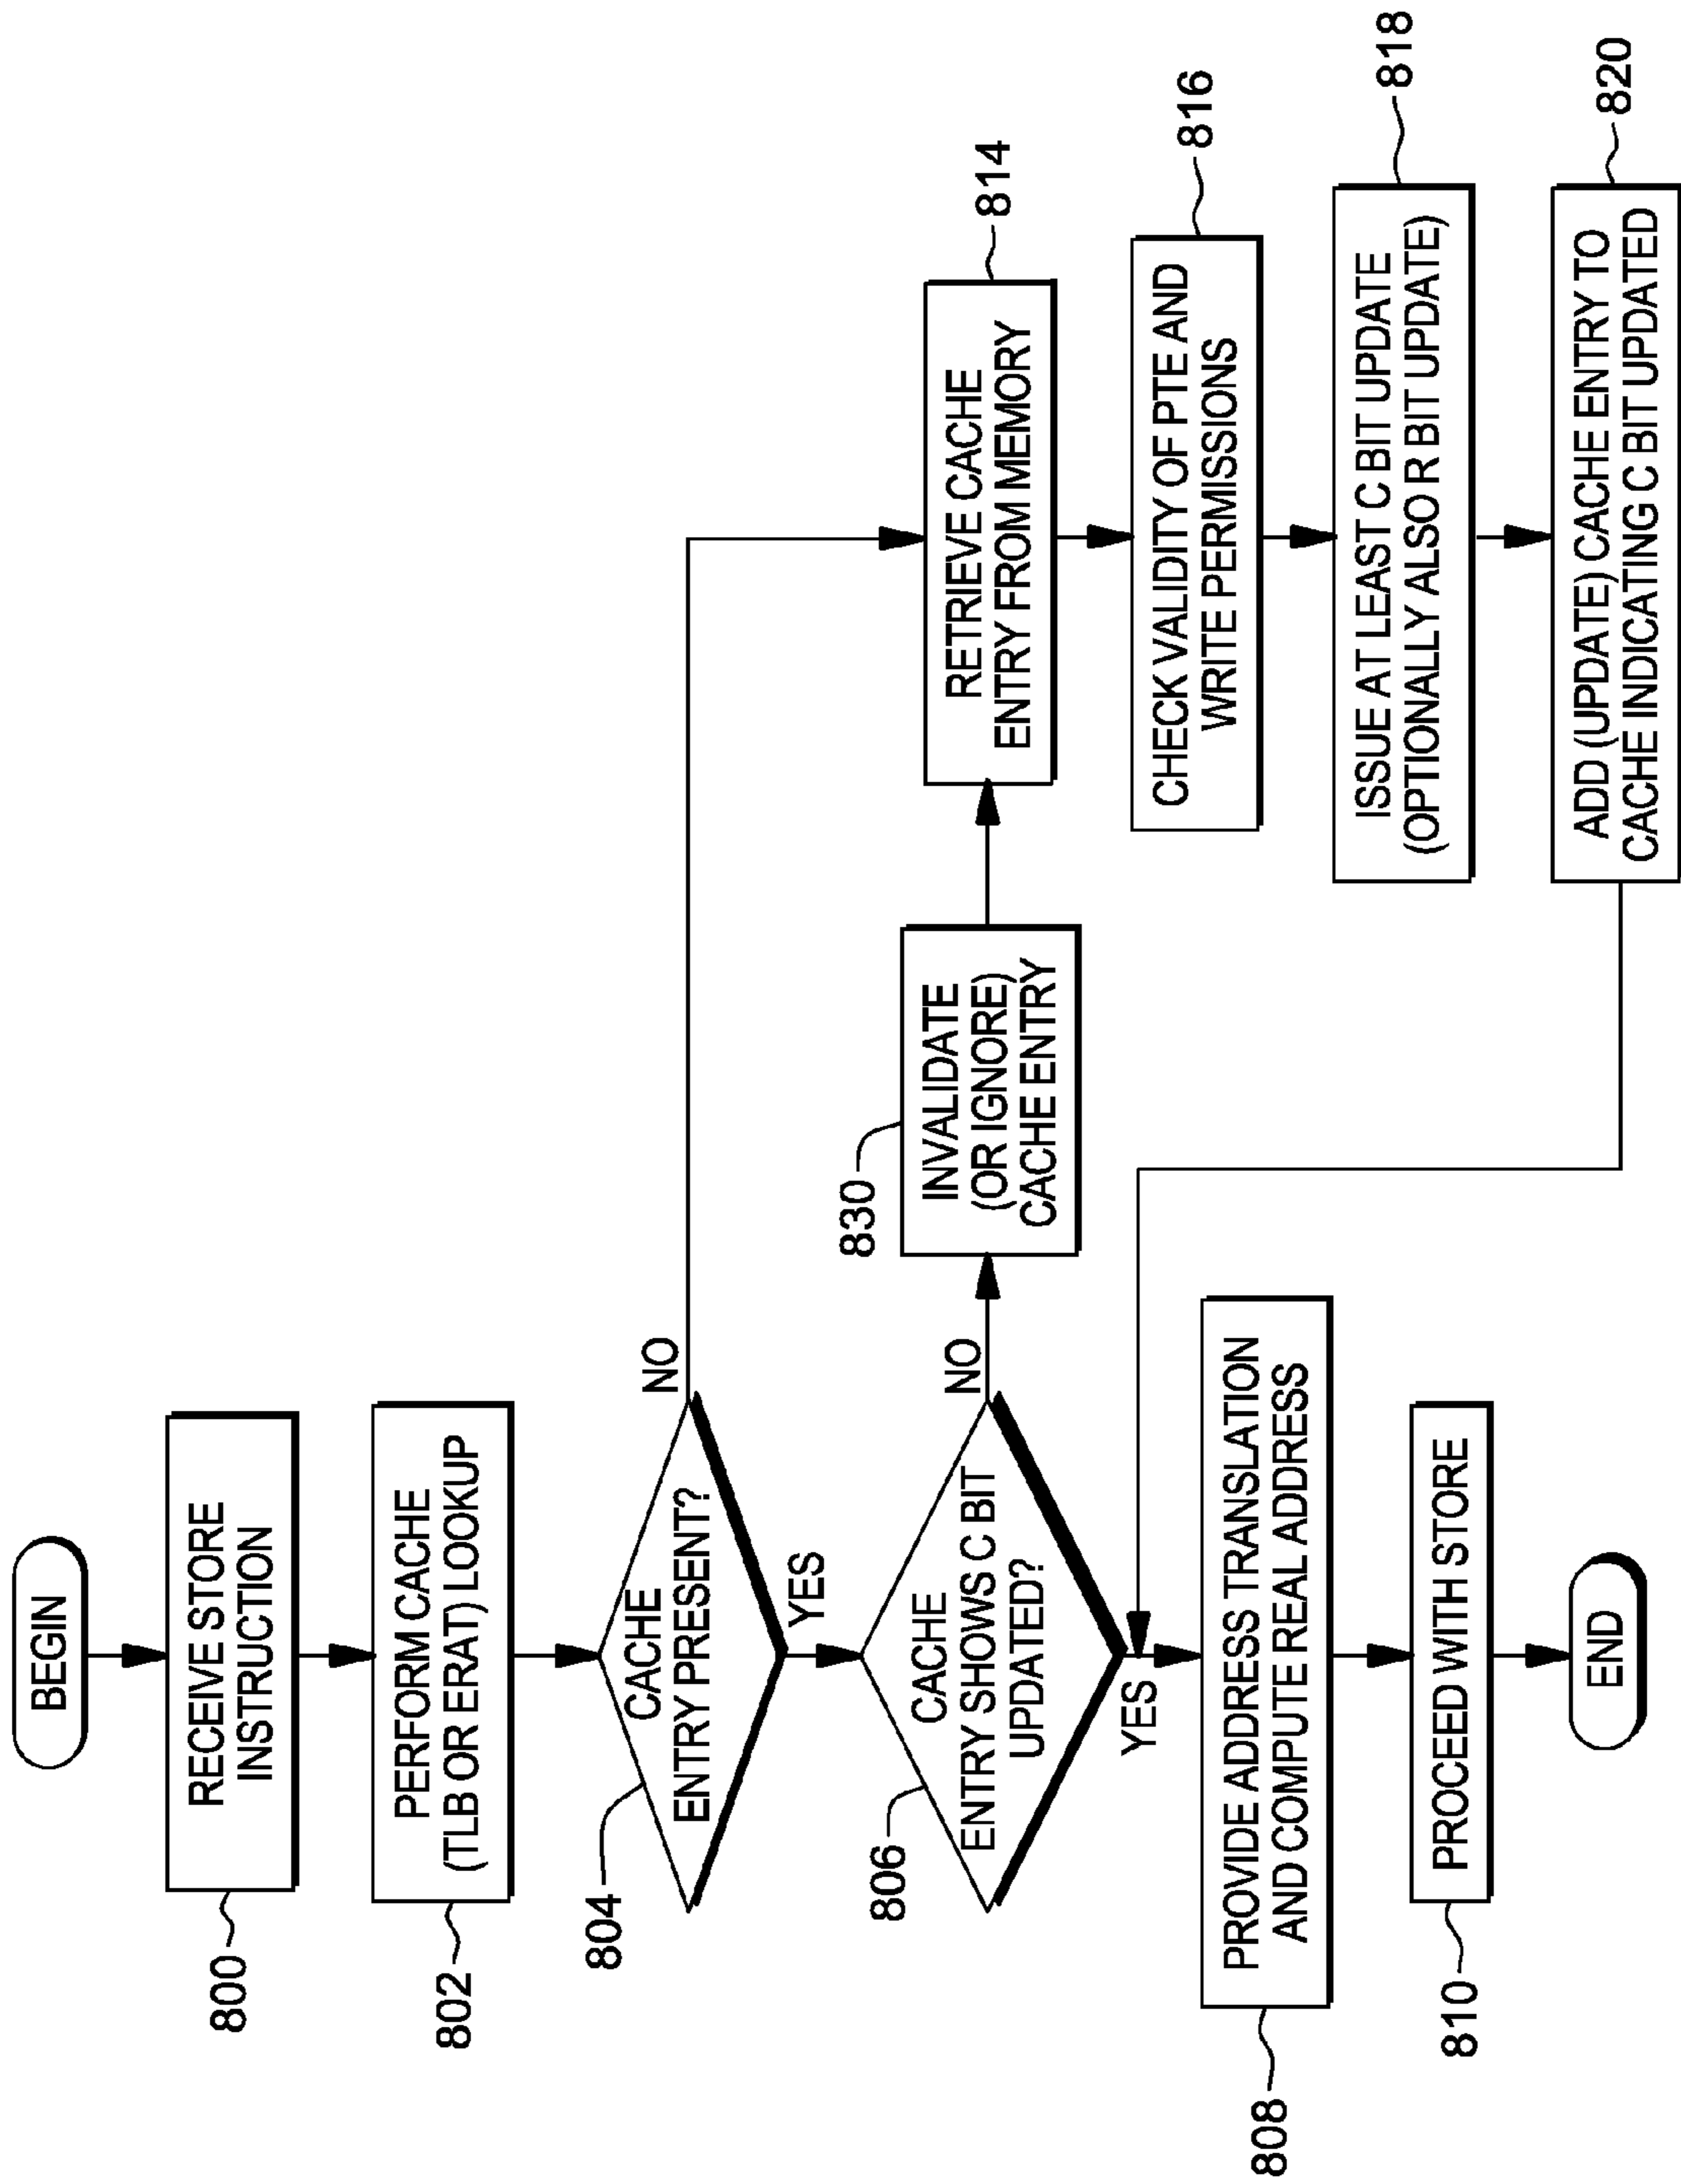 BEGIN
800
RECEIVE STORE
INSTRUCTION
802
PERFORM CACHE
(TLB OR ERAT) LOOKUP
804
CACHE
ENTRY PRESENT?
NO
YES
806
CACHE
ENTRY SHOWS C BIT
UPDATED?
NO
YES
830
INVALIDATE
(OR IGNORE)
CACHE ENTRY
808
PROVIDE ADDRESS TRANSLATION
AND COMPUTE REAL ADDRESS
810
PROCEED WITH STORE
END
814
RETRIEVE CACHE
ENTRY FROM MEMORY
816
CHECK VALIDITY OF PTE AND
WRITE PERMISSIONS
818
ISSUE AT LEAST C BIT UPDATE
(OPTIONALLY ALSO R BIT UPDATE)
820
ADD (UPDATE) CACHE ENTRY TO
CACHE INDICATING C BIT UPDATED